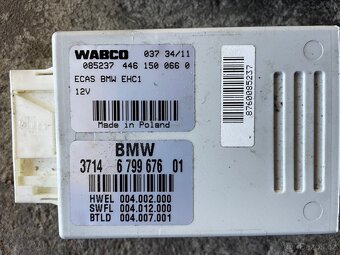 WABCO 037 34/11
085237 446 150 066 0
ECAS BMW EHC1
12V
Made in Poland
8760085237
BMW
3714 6 799 676 01
HWEL 004.002.000
SWFL 004.012.000
BTLD 004.007.001